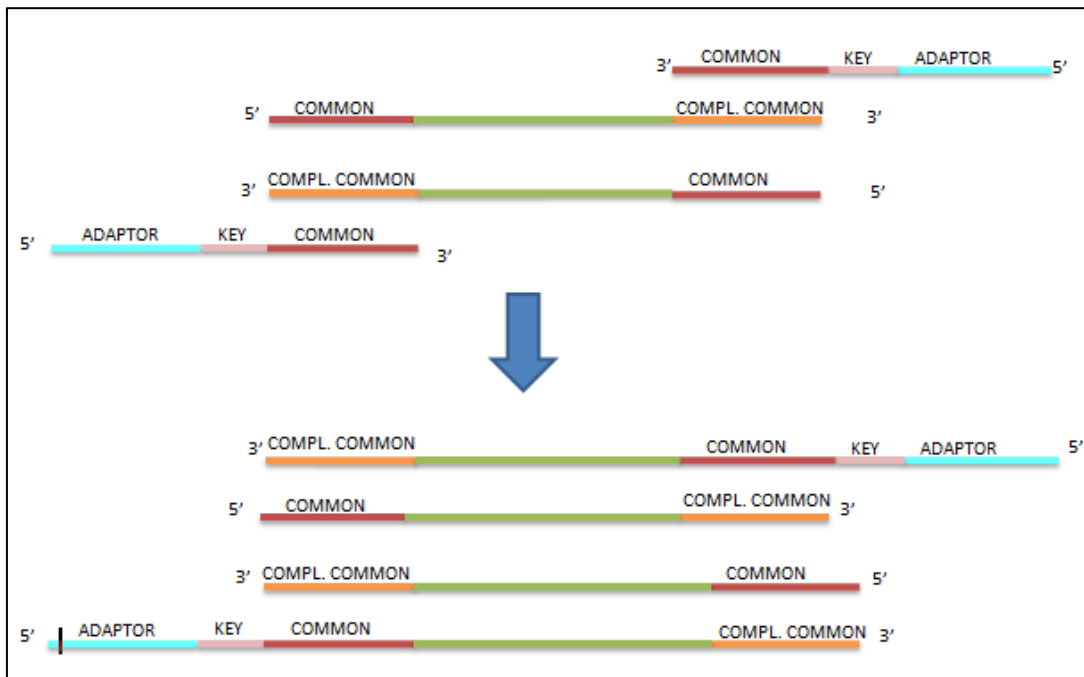 3’ COMMON KEY ADAPTOR 5’
5’ COMMON COMPL. COMMON 3’
3’ COMPL. COMMON COMMON 5’
5’ ADAPTOR KEY COMMON 3’
3’ COMPL. COMMON COMMON KEY ADAPTOR 5’
5’ COMMON COMPL. COMMON 3’
3’ COMPL. COMMON COMMON 5’
5’ ADAPTOR KEY COMMON COMPL. COMMON 3’